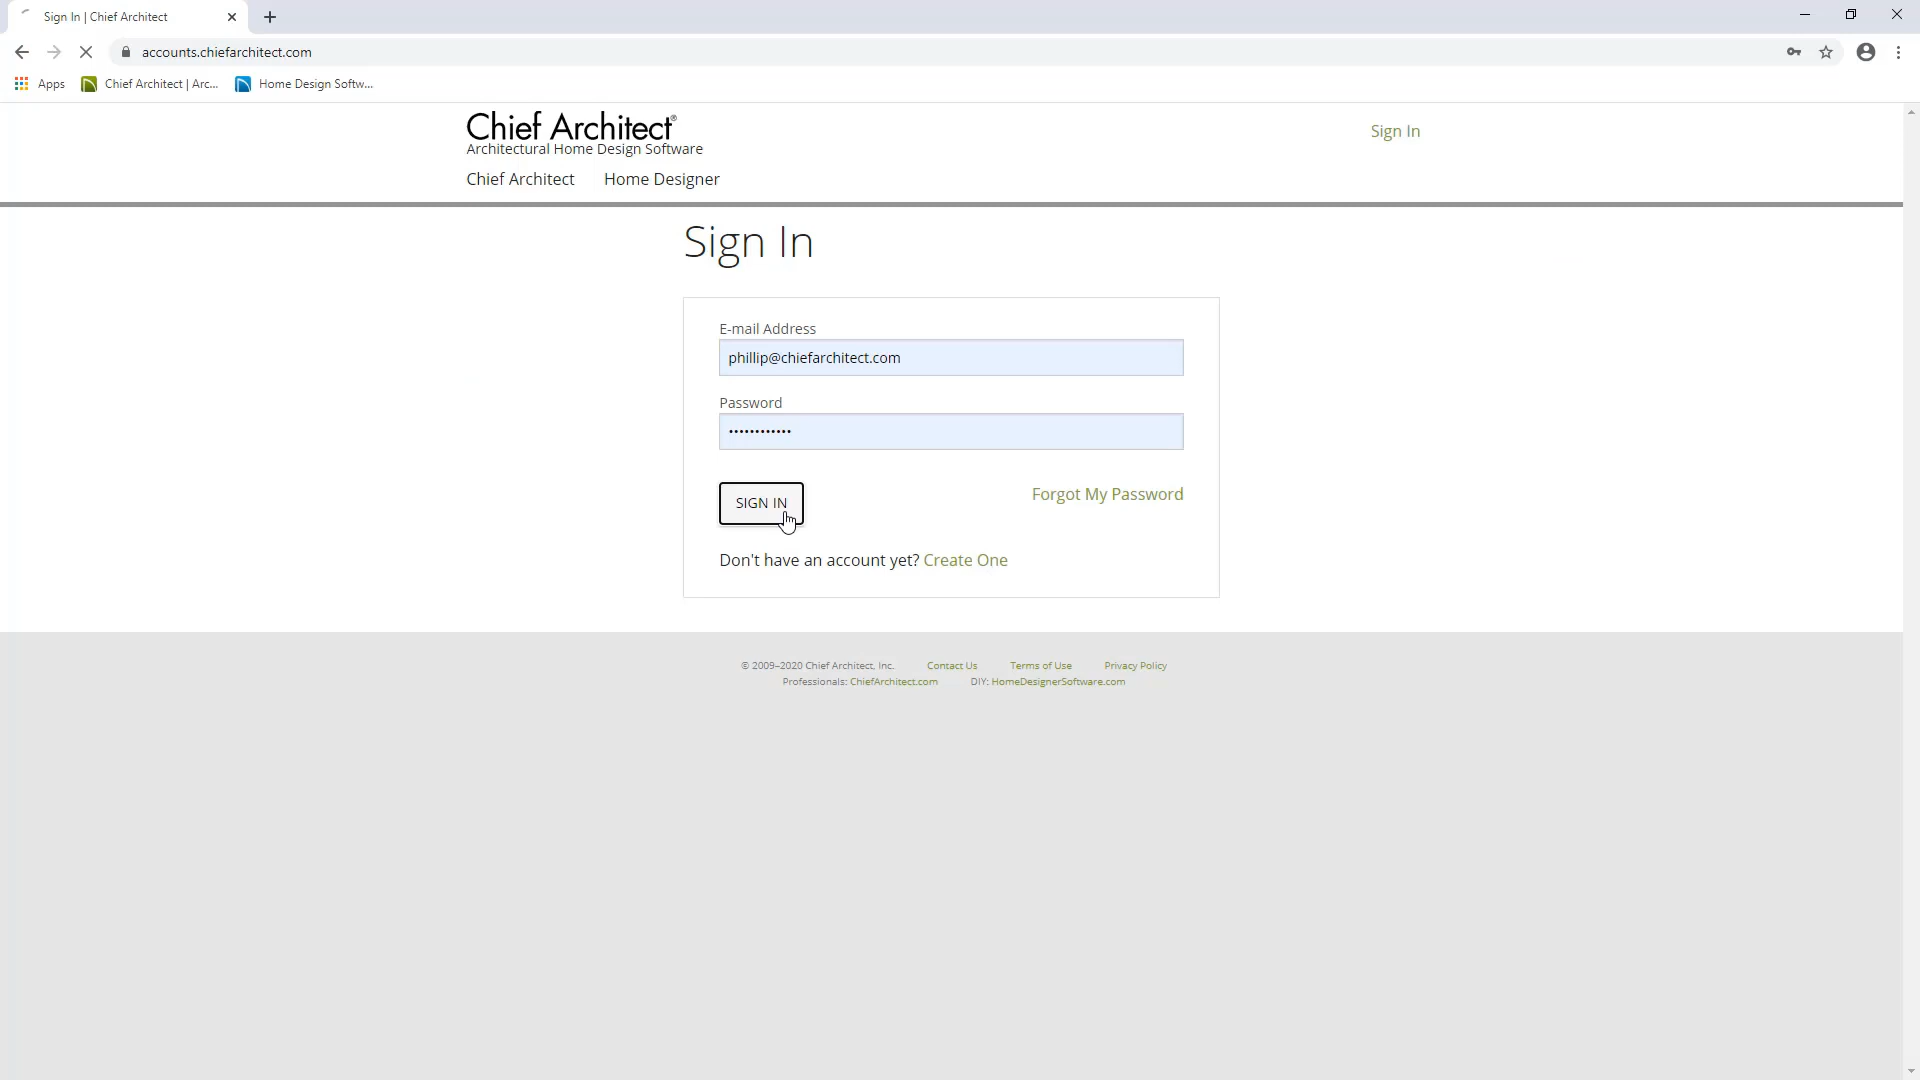 Sign In | Chief Architect
accounts.chiefarchitect.com
Apps Chief Architect | Arc... Home Design Softw...
Chief Architect®
Architectural Home Design Software
Sign In
Chief Architect Home Designer
Sign In
E-mail Address
phillip@chiefarchitect.com
Password
••••••••••••
SIGN IN
Forgot My Password
Don't have an account yet? Create One
© 2009–2020 Chief Architect, Inc. Contact Us Terms of Use Privacy Policy
Professionals: ChiefArchitect.com DIY: HomeDesignerSoftware.com